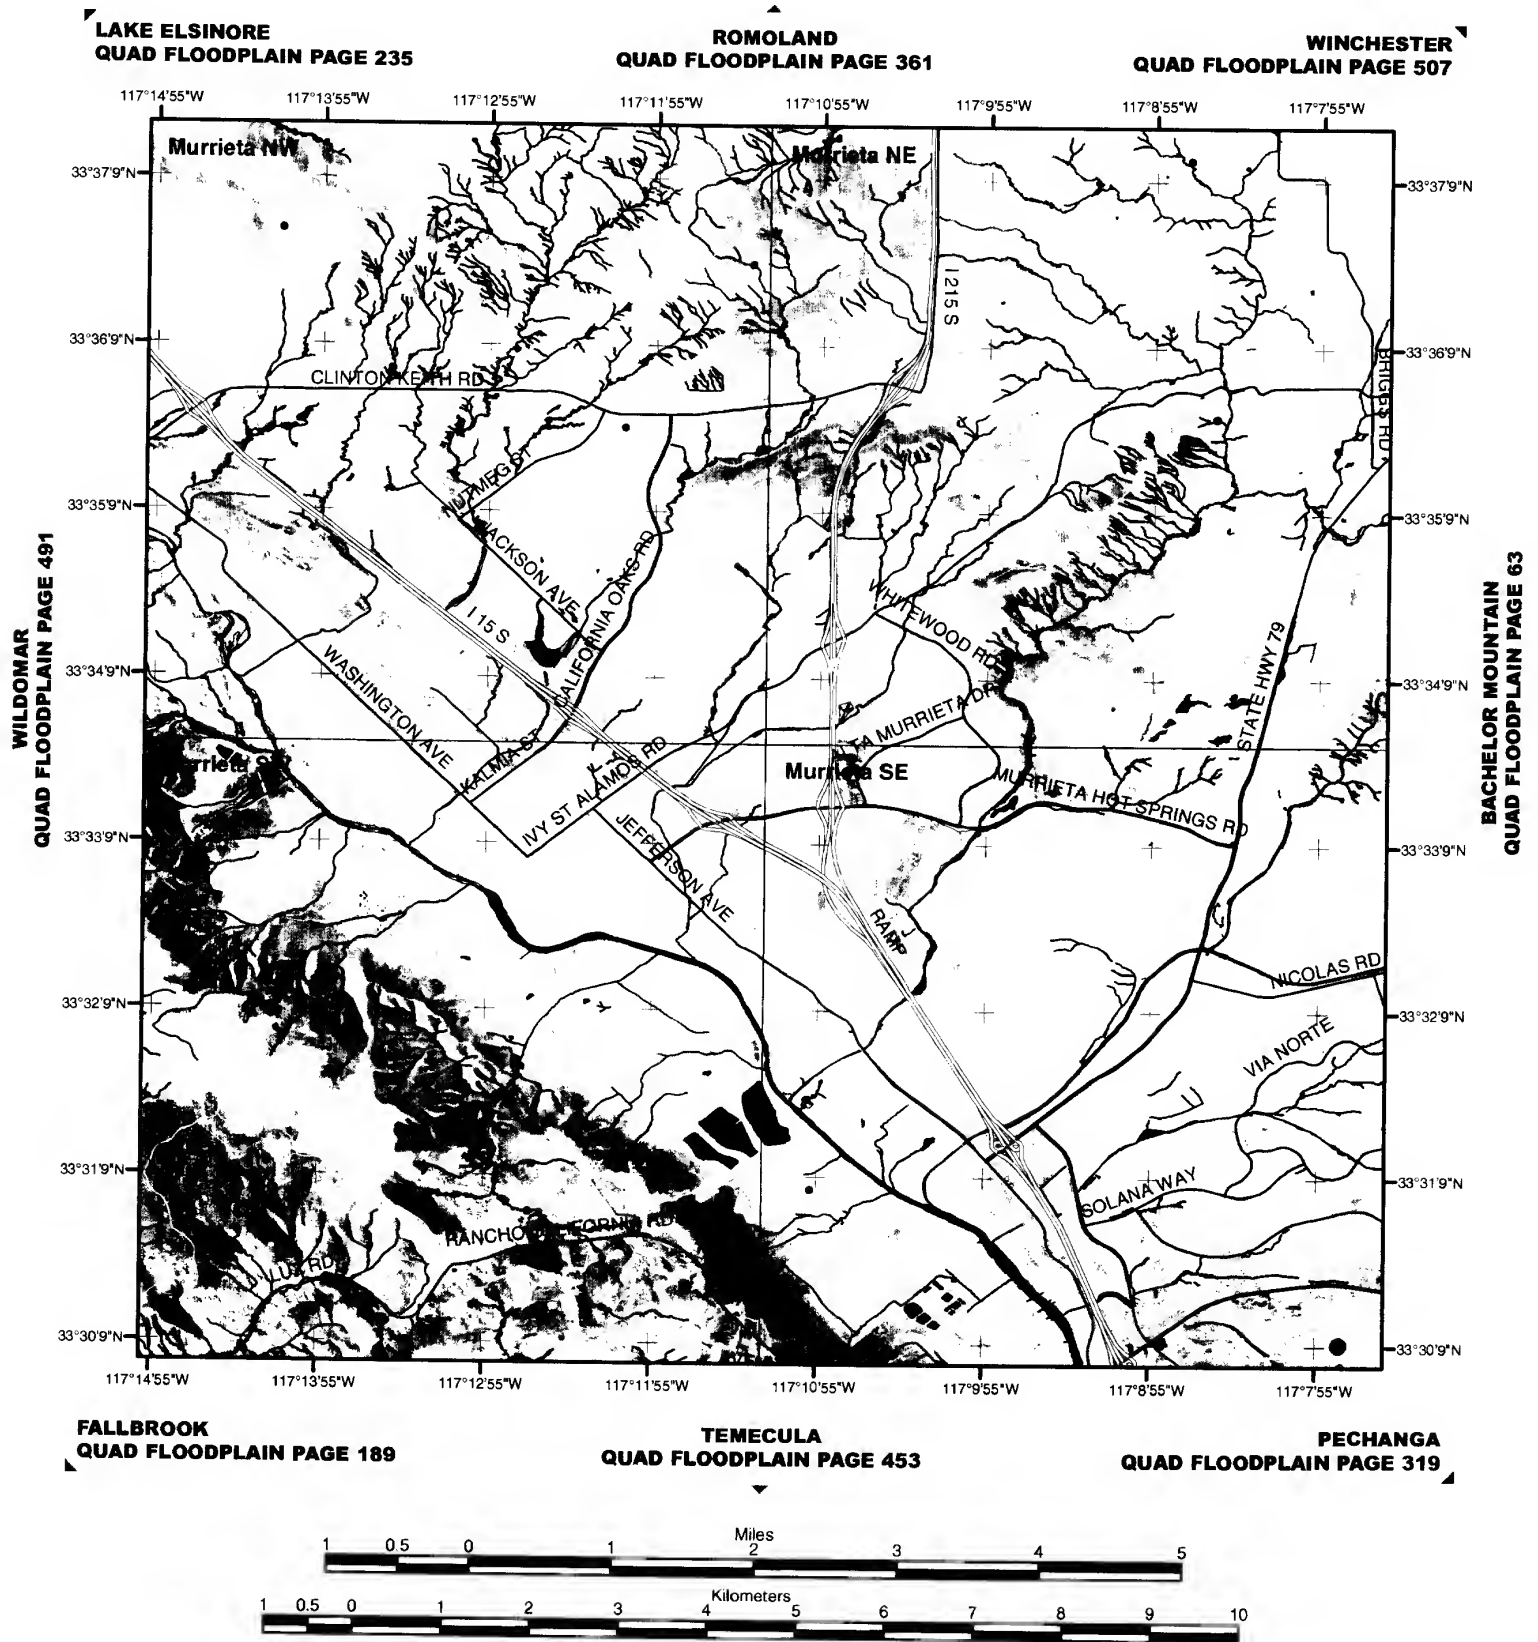 LAKE ELSINORE
QUAD FLOODPLAIN PAGE 235
ROMOLAND
QUAD FLOODPLAIN PAGE 361
WINCHESTER
QUAD FLOODPLAIN PAGE 507
117°14'55"W 117°13'55"W 117°12'55"W 117°11'55"W 117°10'55"W 117°9'55"W 117°8'55"W 117°7'55"W
Murrieta NW
Murrieta NE
33°37'9"N
33°37'9"N
I 215 S
33°36'9"N
33°36'9"N
CLINTON KEITH RD
BRIGGS RD
NUTMEG ST
33°35'9"N
33°35'9"N
JACKSON AVE
CALIFORNIA OAKS RD
WHITEWOOD RD
I 15 S
WILDOMAR
QUAD FLOODPLAIN PAGE 491
BACHELOR MOUNTAIN
QUAD FLOODPLAIN PAGE 63
33°34'9"N
33°34'9"N
WASHINGTON AVE
STATE HWY 79
TA MURRIETA DR
KALMIA ST
Murrieta SE
MURRIETA HOT SPRINGS RD
IVY ST ALAMOS RD
33°33'9"N
33°33'9"N
JEFFERSON AVE
RAMP
NICOLAS RD
33°32'9"N
33°32'9"N
VIA NORTE
33°31'9"N
33°31'9"N
SOLANA WAY
RANCHO CALIFORNIA RD
33°30'9"N
33°30'9"N
117°14'55"W 117°13'55"W 117°12'55"W 117°11'55"W 117°10'55"W 117°9'55"W 117°8'55"W 117°7'55"W
FALLBROOK
QUAD FLOODPLAIN PAGE 189
TEMECULA
QUAD FLOODPLAIN PAGE 453
PECHANGA
QUAD FLOODPLAIN PAGE 319
Miles
1 0.5 0 1 2 3 4 5
Kilometers
1 0.5 0 1 2 3 4 5 6 7 8 9 10